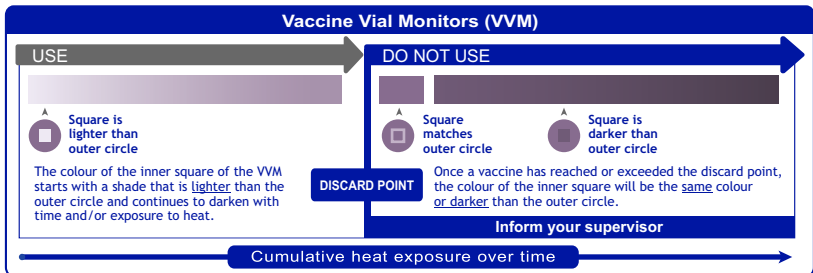 Vaccine Vial Monitors (VVM)
USE
Square is
lighter than
outer circle
The colour of the inner square of the VVM
starts with a shade that is lighter than the
outer circle and continues to darken with
time and/or exposure to heat.
DISCARD POINT
DO NOT USE
Square
matches
outer circle
Square is
darker than
outer circle
Once a vaccine has reached or exceeded the discard point,
the colour of the inner square will be the same colour
or darker than the outer circle.
Inform your supervisor
Cumulative heat exposure over time